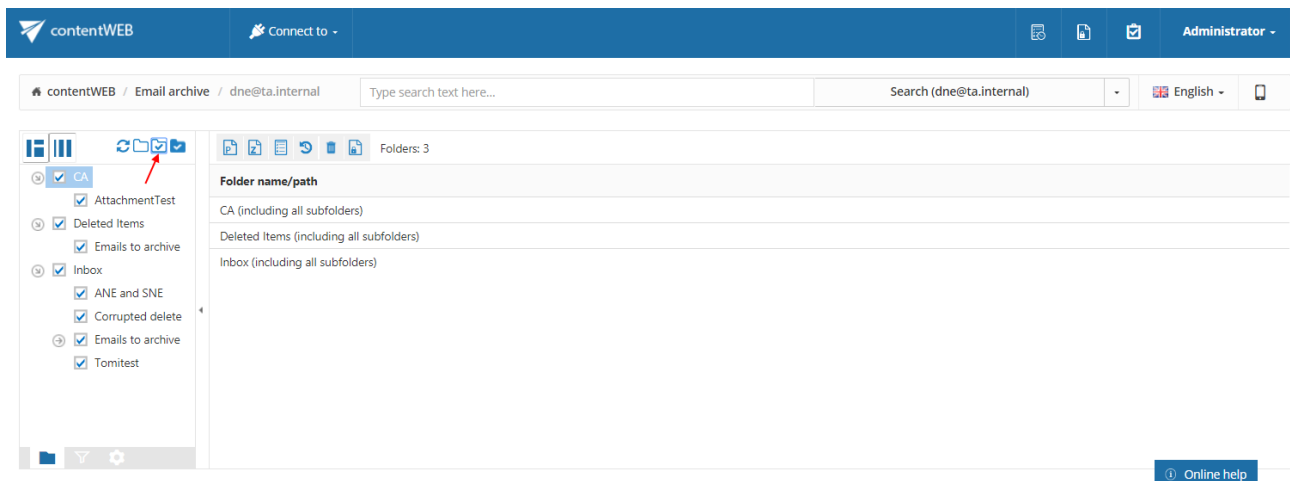 contentWEB Connect to Administrator
contentWEB / Email archive / dne@ta.internal Type search text here... Search (dne@ta.internal) English
P Z Folders: 3
CA
AttachmentTest
Deleted Items
Emails to archive
Inbox
ANE and SNE
Corrupted delete
Emails to archive
Tomitest
Folder name/path
CA (including all subfolders)
Deleted Items (including all subfolders)
Inbox (including all subfolders)
Online help